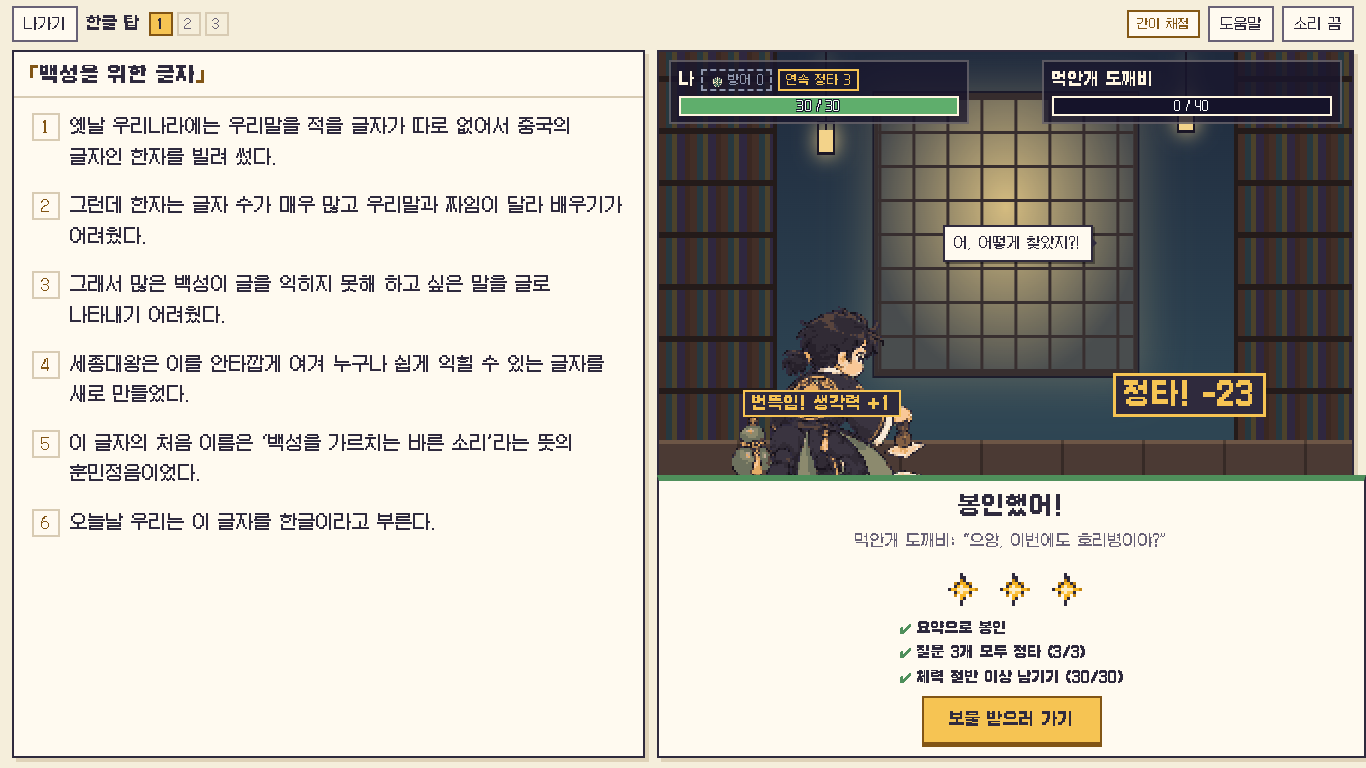 나가기 한글 탑 1 2 3 간이 채점 도움말 소리 끔
「백성을 위한 글자」
1 옛날 우리나라에는 우리말을 적을 글자가 따로 없어서 중국의
글자인 한자를 빌려 썼다.
2 그런데 한자는 글자 수가 매우 많고 우리말과 짜임이 달라 배우기가
어려웠다.
3 그래서 많은 백성이 글을 익히지 못해 하고 싶은 말을 글로
나타내기 어려웠다.
4 세종대왕은 이를 안타깝게 여겨 누구나 쉽게 익힐 수 있는 글자를
새로 만들었다.
5 이 글자의 처음 이름은 ‘백성을 가르치는 바른 소리’라는 뜻의
훈민정음이었다.
6 오늘날 우리는 이 글자를 한글이라고 부른다.
나 방어 0 연속 정타 3
30 / 30
먹안개 도깨비
0 / 40
어, 어떻게 찾았지?!
정타! -23
번뜩임! 생각력 +1
봉인했어!
먹안개 도깨비: “으앙, 이번에도 호리병이야?”
✔ 요약으로 봉인
✔ 질문 3개 모두 정타 (3/3)
✔ 체력 절반 이상 남기기 (30/30)
보물 받으러 가기